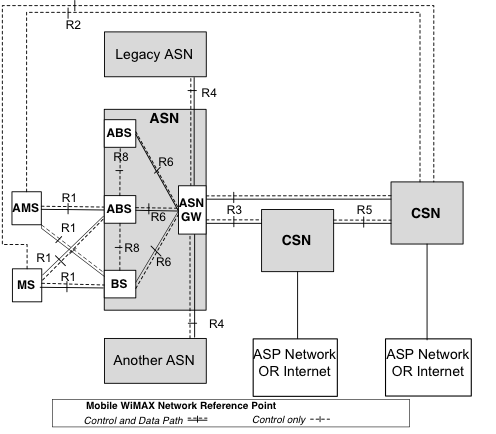 R2
Legacy ASN
R4
ASN
ABS
R8
R6
AMS
R1
ABS
R6
ASN
GW
R3
R5
CSN
CSN
R1
R1
R8
R6
MS
R1
BS
R4
Another ASN
ASP Network
OR Internet
ASP Network
OR Internet
Mobile WiMAX Network Reference Point
Control and Data Path
Control only